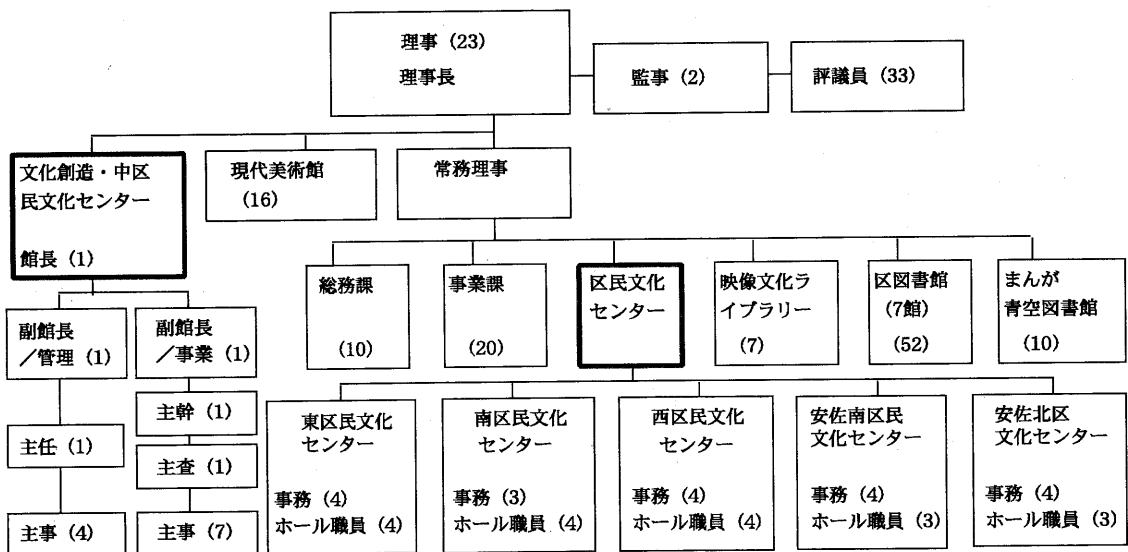 理事 (23)
理事長
監事 (2)
評議員 (33)
文化創造・中区
民文化センター
館長 (1)
現代美術館
(16)
常務理事
総務課
(10)
事業課
(20)
区民文化
センター
映像文化ラ
イブラリー
(7)
区図書館
(7館)
(52)
まんが
青空図書館
(10)
副館長
／管理 (1)
副館長
／事業 (1)
主任 (1)
主幹 (1)
主査 (1)
主事 (4)
主事 (7)
東区民文化
センター
事務 (4)
ホール職員 (4)
南区民文化
センター
事務 (3)
ホール職員 (4)
西区民文化
センター
事務 (4)
ホール職員 (4)
安佐南区民
文化センター
事務 (4)
ホール職員 (3)
安佐北区
文化センター
事務 (4)
ホール職員 (3)